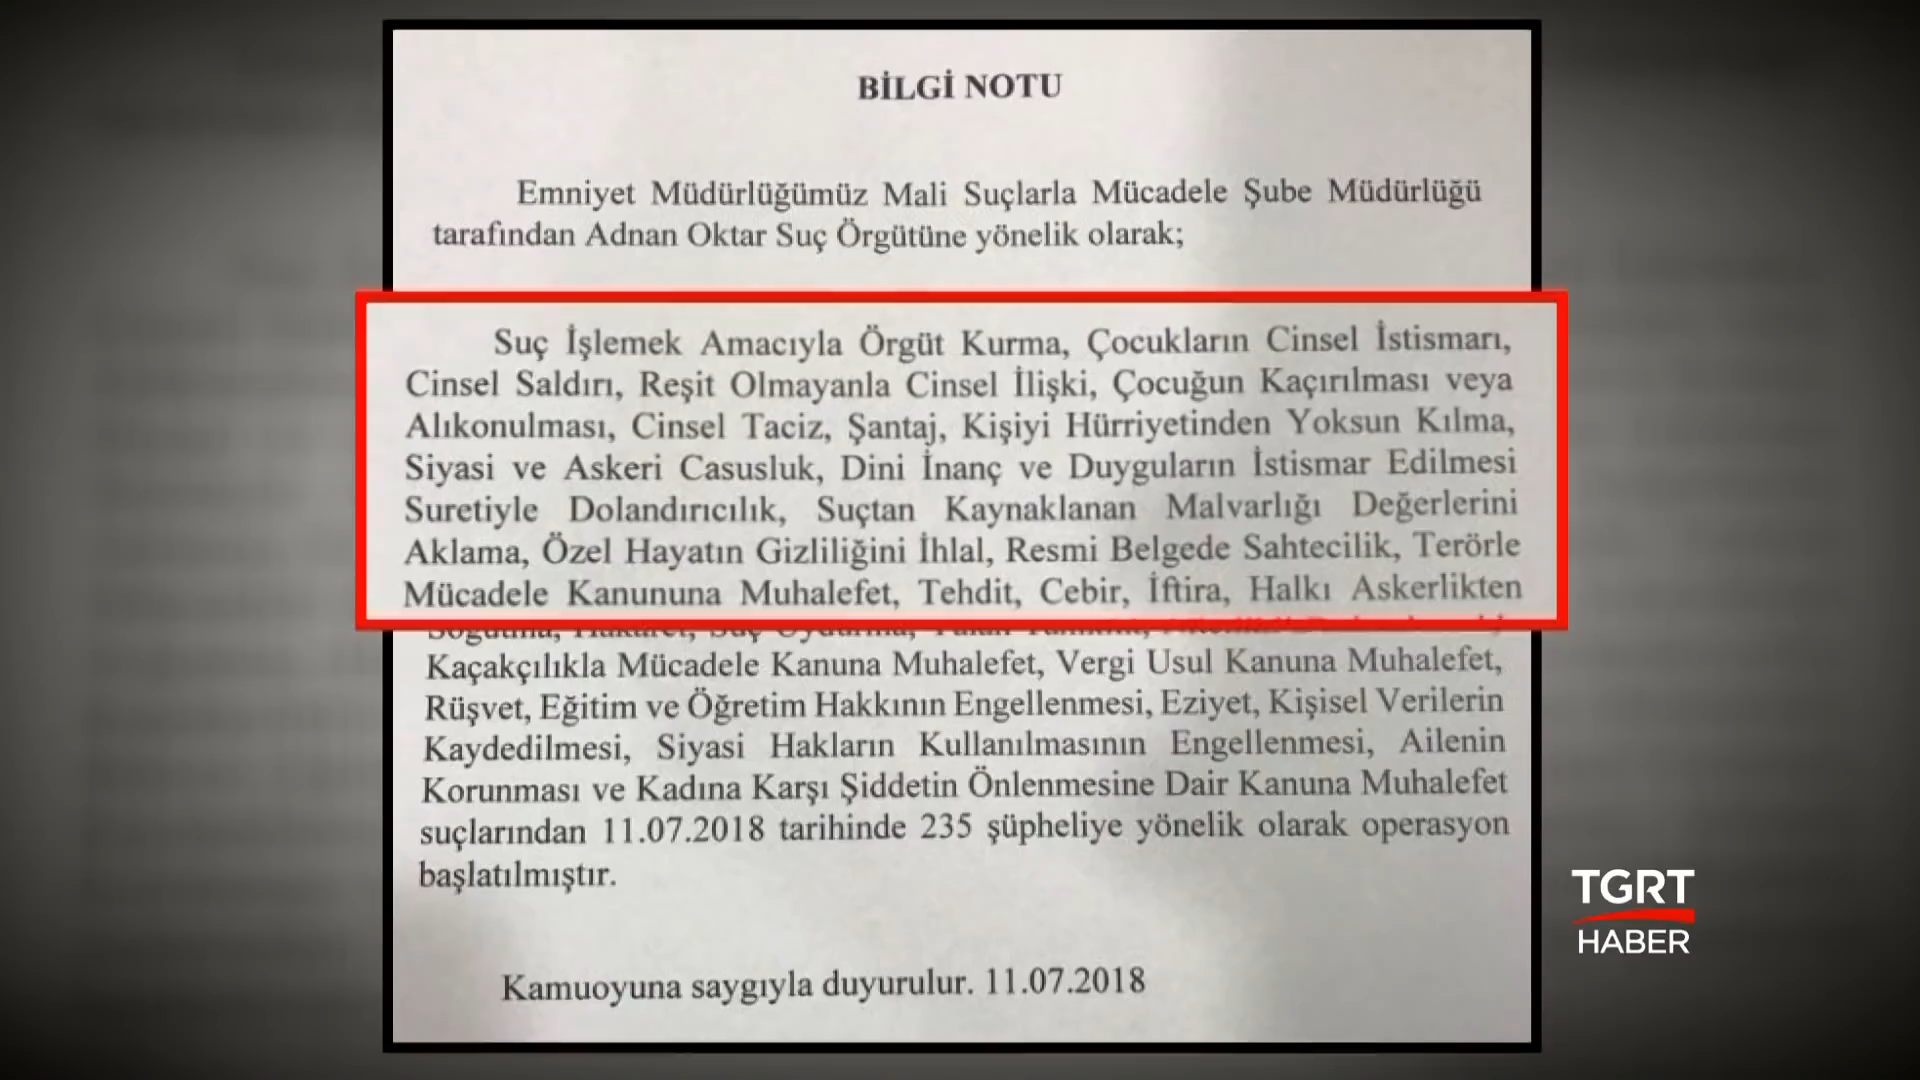 BİLGİ NOTU
Emniyet Müdürlüğümüz Mali Suçlarla Mücadele Şube Müdürlüğü
tarafından Adnan Oktar Suç Örgütüne yönelik olarak;
Suç İşlemek Amacıyla Örgüt Kurma, Çocukların Cinsel İstismarı,
Cinsel Saldırı, Reşit Olmayanla Cinsel İlişki, Çocuğun Kaçırılması veya
Alıkonulması, Cinsel Taciz, Şantaj, Kişiyi Hürriyetinden Yoksun Kılma,
Siyasi ve Askeri Casusluk, Dini İnanç ve Duyguların İstismar Edilmesi
Suretiyle Dolandırıcılık, Suçtan Kaynaklanan Malvarlığı Değerlerini
Aklama, Özel Hayatın Gizliliğini İhlal, Resmi Belgede Sahtecilik, Terörle
Mücadele Kanununa Muhalefet, Tehdit, Cebir, İftira, Halkı Askerlikten
Kaçakçılıkla Mücadele Kanuna Muhalefet, Vergi Usul Kanuna Muhalefet,
Rüşvet, Eğitim ve Öğretim Hakkının Engellenmesi, Eziyet, Kişisel Verilerin
Kaydedilmesi, Siyasi Hakların Kullanılmasının Engellenmesi, Ailenin
Korunması ve Kadına Karşı Şiddetin Önlenmesine Dair Kanuna Muhalefet
suçlarından 11.07.2018 tarihinde 235 şüpheliye yönelik olarak operasyon
başlatılmıştır.
Kamuoyuna saygıyla duyurulur. 11.07.2018
TGRT
HABER